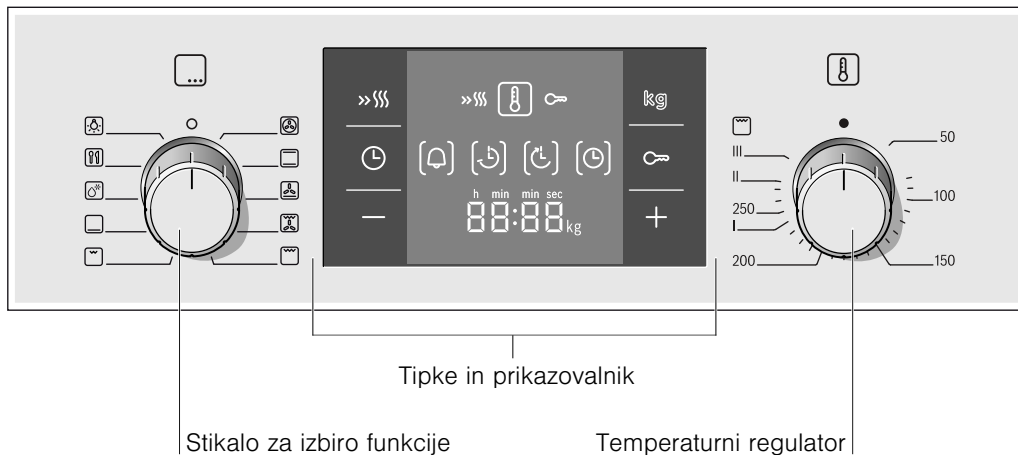 kg
h min min sec
88:88 kg
III
II
250
I
200
50
100
150
Tipke in prikazovalnik
Stikalo za izbiro funkcije
Temperaturni regulator